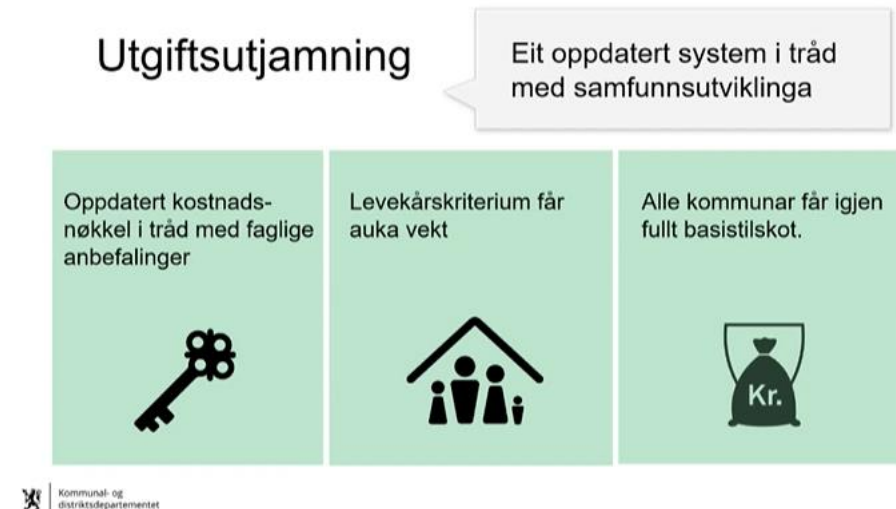 Utgiftsutjamning
Eit oppdatert system i tråd
med samfunnsutviklinga
Oppdatert kostnads-
nøkkel i tråd med faglige
anbefalinger
Levekårskriterium får
auka vekt
Alle kommunar får igjen
fullt basistilskot.
Kr.
Kommunal- og
distriktsdepartementet